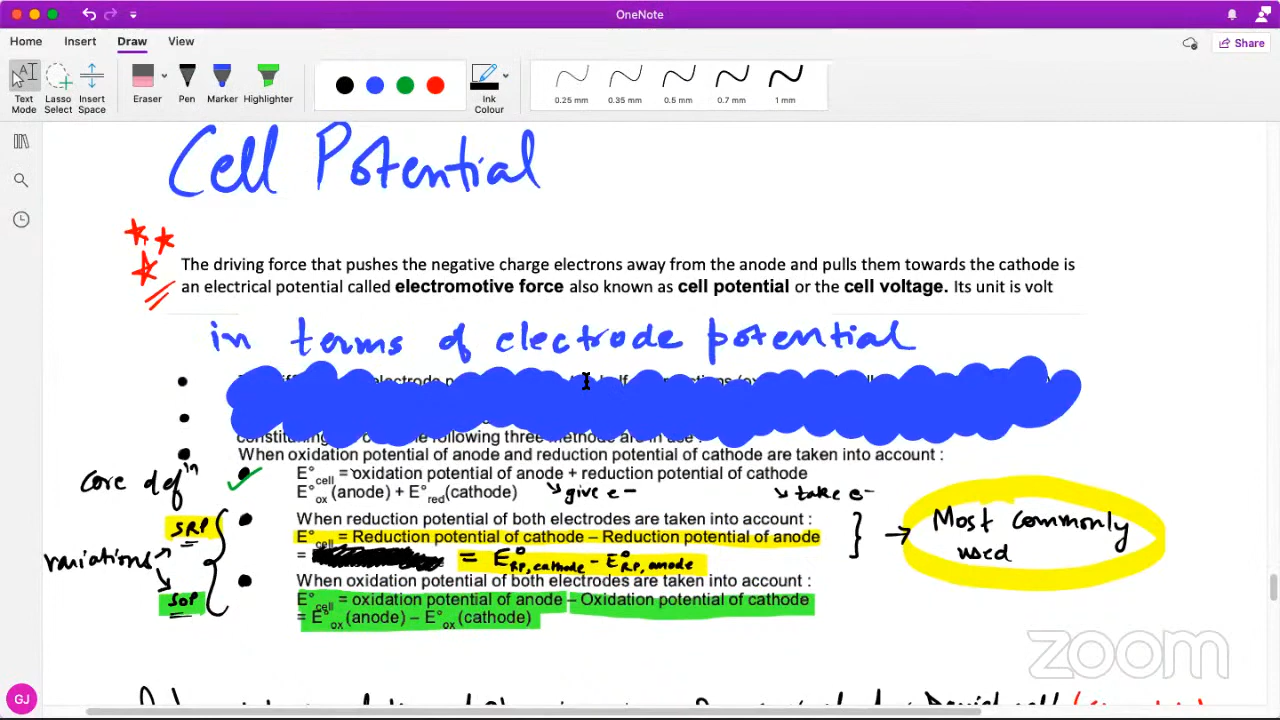 OneNote
Home Insert Draw View Share
Text Mode Lasso Select Insert Space Eraser Pen Marker Highlighter Ink Colour 0.25 mm 0.35 mm 0.5 mm 0.7 mm 1 mm
Cell Potential
The driving force that pushes the negative charge electrons away from the anode and pulls them towards the cathode is
an electrical potential called electromotive force also known as cell potential or the cell voltage. Its unit is volt
in terms of electrode potential
following three methode are in use
When oxidation potential of anode and reduction potential of cathode are taken into account :
core defin
E°cell = oxidation potential of anode + reduction potential of cathode
E°ox (anode) + E°red (cathode)
give e- take e-
When reduction potential of both electrodes are taken into account :
SRP
E°cell = Reduction potential of cathode – Reduction potential of anode
= = E°RP, cathode - E°RP, anode
→ Most commonly used
variations
When oxidation potential of both electrodes are taken into account :
SOP
E°cell = oxidation potential of anode – Oxidation potential of cathode
= E°ox (anode) – E°ox (cathode)
zoom
GJ